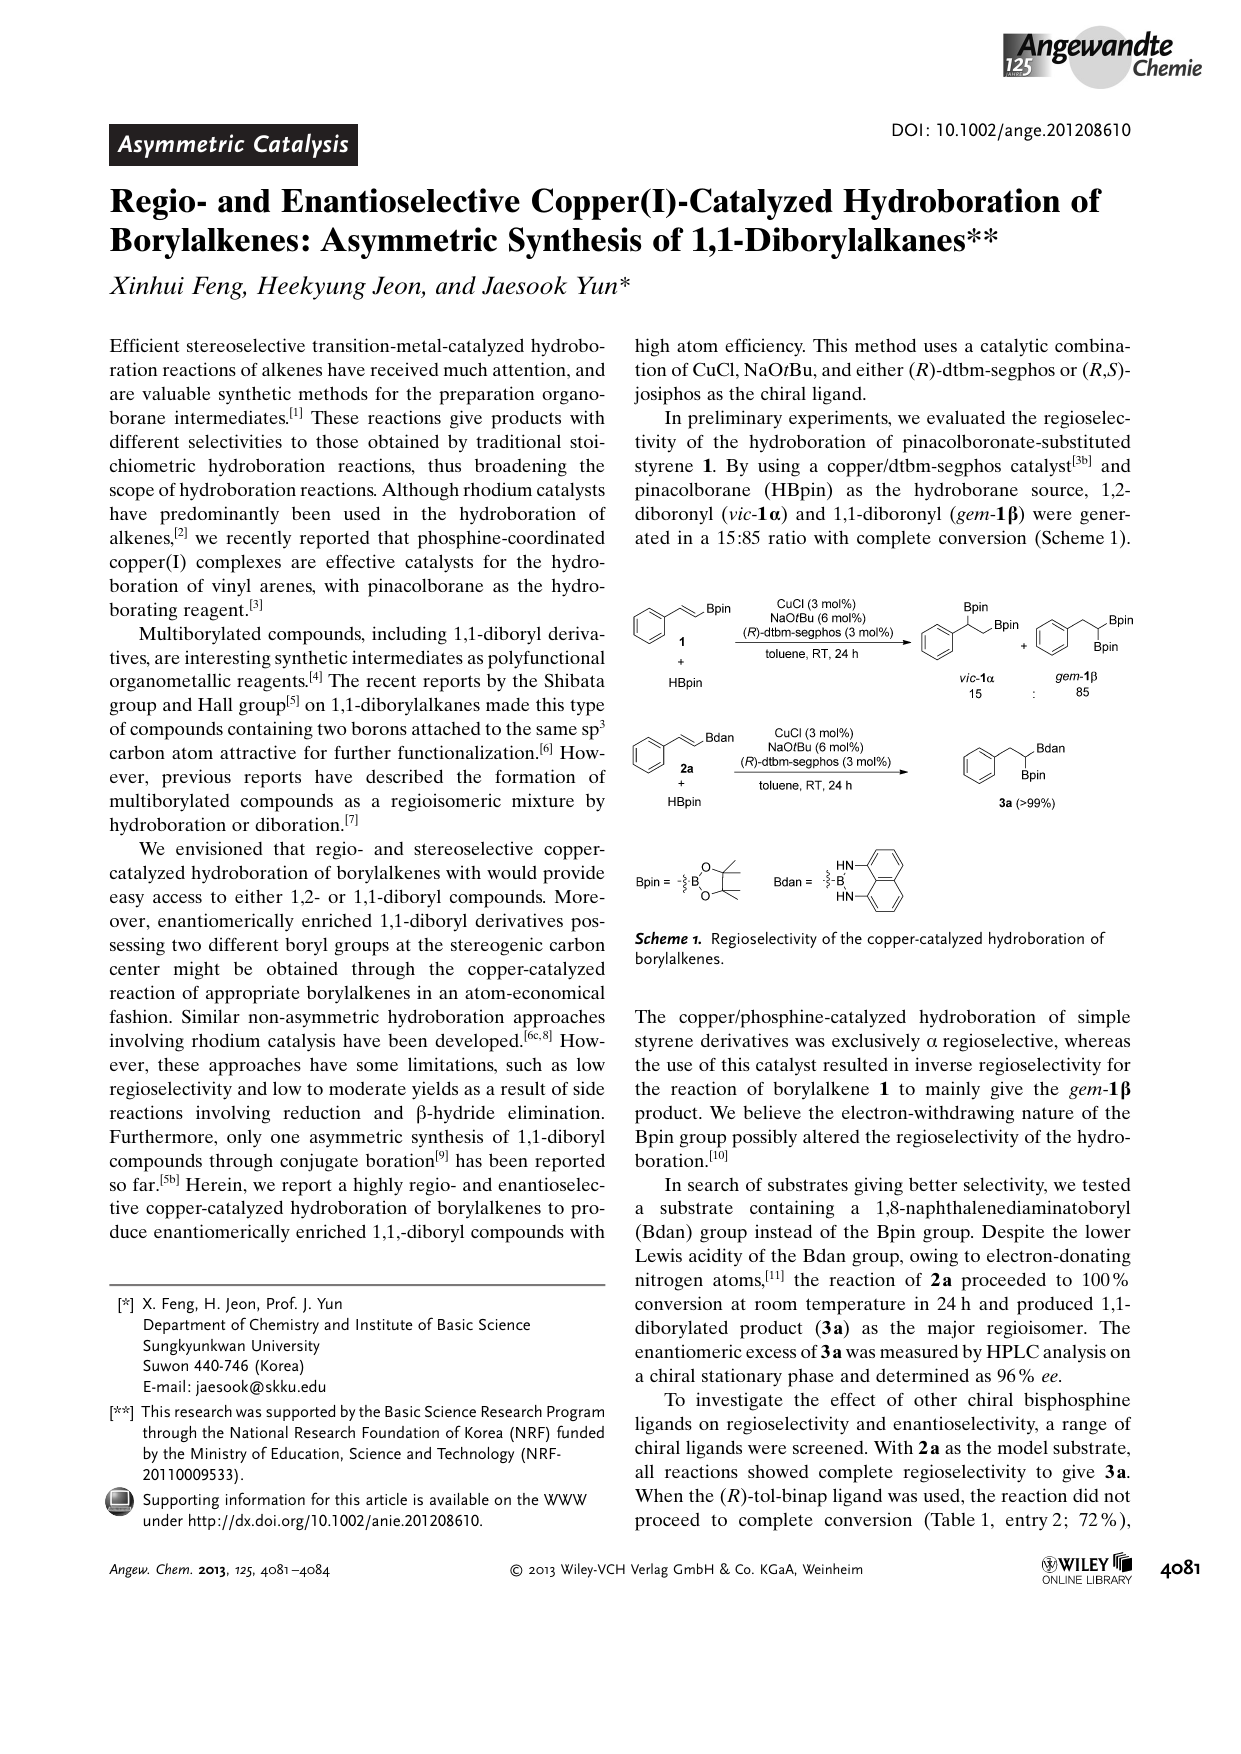 Angewandte
125
JAHRE
Chemie
Asymmetric Catalysis
DOI: 10.1002/ange.201208610
Regio- and Enantioselective Copper(I)-Catalyzed Hydroboration of
Borylalkenes: Asymmetric Synthesis of 1,1-Diborylalkanes**
Xinhui Feng, Heekyung Jeon, and Jaesook Yun*
Efficient stereoselective transition-metal-catalyzed hydrobo-
ration reactions of alkenes have received much attention, and
are valuable synthetic methods for the preparation organo-
borane intermediates.[1] These reactions give products with
different selectivities to those obtained by traditional stoi-
chiometric hydroboration reactions, thus broadening the
scope of hydroboration reactions. Although rhodium catalysts
have predominantly been used in the hydroboration of
alkenes,[2] we recently reported that phosphine-coordinated
copper(I) complexes are effective catalysts for the hydro-
boration of vinyl arenes, with pinacolborane as the hydro-
borating reagent.[3]
Multiborylated compounds, including 1,1-diboryl deriva-
tives, are interesting synthetic intermediates as polyfunctional
organometallic reagents.[4] The recent reports by the Shibata
group and Hall group[5] on 1,1-diborylalkanes made this type
of compounds containing two borons attached to the same sp3
carbon atom attractive for further functionalization.[6] How-
ever, previous reports have described the formation of
multiborylated compounds as a regioisomeric mixture by
hydroboration or diboration.[7]
We envisioned that regio- and stereoselective copper-
catalyzed hydroboration of borylalkenes with would provide
easy access to either 1,2- or 1,1-diboryl compounds. More-
over, enantiomerically enriched 1,1-diboryl derivatives pos-
sessing two different boryl groups at the stereogenic carbon
center might be obtained through the copper-catalyzed
reaction of appropriate borylalkenes in an atom-economical
fashion. Similar non-asymmetric hydroboration approaches
involving rhodium catalysis have been developed.[6c,8] How-
ever, these approaches have some limitations, such as low
regioselectivity and low to moderate yields as a result of side
reactions involving reduction and β-hydride elimination.
Furthermore, only one asymmetric synthesis of 1,1-diboryl
compounds through conjugate boration[9] has been reported
so far.[5b] Herein, we report a highly regio- and enantioselec-
tive copper-catalyzed hydroboration of borylalkenes to pro-
duce enantiomerically enriched 1,1,-diboryl compounds with
[*] X. Feng, H. Jeon, Prof. J. Yun
Department of Chemistry and Institute of Basic Science
Sungkyunkwan University
Suwon 440-746 (Korea)
E-mail: jaesook@skku.edu
[**] This research was supported by the Basic Science Research Program
through the National Research Foundation of Korea (NRF) funded
by the Ministry of Education, Science and Technology (NRF-
20110009533).
Supporting information for this article is available on the WWW
under http://dx.doi.org/10.1002/anie.201208610.
high atom efficiency. This method uses a catalytic combina-
tion of CuCl, NaOtBu, and either (R)-dtbm-segphos or (R,S)-
josiphos as the chiral ligand.
In preliminary experiments, we evaluated the regioselec-
tivity of the hydroboration of pinacolboronate-substituted
styrene 1. By using a copper/dtbm-segphos catalyst[3b] and
pinacolborane (HBpin) as the hydroborane source, 1,2-
diboronyl (vic-1α) and 1,1-diboronyl (gem-1β) were gener-
ated in a 15:85 ratio with complete conversion (Scheme 1).
Bpin
1
+
HBpin
CuCl (3 mol%)
NaOtBu (6 mol%)
(R)-dtbm-segphos (3 mol%)
toluene, RT, 24 h
Bpin
Bpin
vic-1α
15
+
:
Bpin
Bpin
gem-1β
85
Bdan
2a
+
HBpin
CuCl (3 mol%)
NaOtBu (6 mol%)
(R)-dtbm-segphos (3 mol%)
toluene, RT, 24 h
Bdan
Bpin
3a (>99%)
Bpin =
B
O
O
Bdan =
HN
B
HN
Scheme 1. Regioselectivity of the copper-catalyzed hydroboration of
borylalkenes.
The copper/phosphine-catalyzed hydroboration of simple
styrene derivatives was exclusively α regioselective, whereas
the use of this catalyst resulted in inverse regioselectivity for
the reaction of borylalkene 1 to mainly give the gem-1β
product. We believe the electron-withdrawing nature of the
Bpin group possibly altered the regioselectivity of the hydro-
boration.[10]
In search of substrates giving better selectivity, we tested
a substrate containing a 1,8-naphthalenediaminatoboryl
(Bdan) group instead of the Bpin group. Despite the lower
Lewis acidity of the Bdan group, owing to electron-donating
nitrogen atoms,[11] the reaction of 2a proceeded to 100 %
conversion at room temperature in 24 h and produced 1,1-
diborylated product (3a) as the major regioisomer. The
enantiomeric excess of 3a was measured by HPLC analysis on
a chiral stationary phase and determined as 96 % ee.
To investigate the effect of other chiral bisphosphine
ligands on regioselectivity and enantioselectivity, a range of
chiral ligands were screened. With 2a as the model substrate,
all reactions showed complete regioselectivity to give 3a.
When the (R)-tol-binap ligand was used, the reaction did not
proceed to complete conversion (Table 1, entry 2; 72 %),
Angew. Chem. 2013, 125, 4081–4084
© 2013 Wiley-VCH Verlag GmbH & Co. KGaA, Weinheim
WILEY
ONLINE LIBRARY
4081